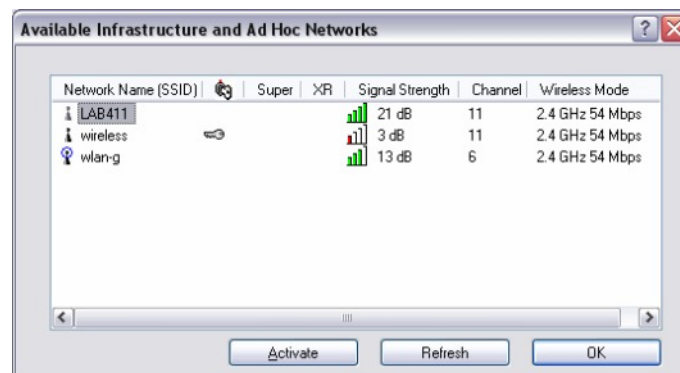 Available Infrastructure and Ad Hoc Networks
Network Name (SSID) Super XR Signal Strength Channel Wireless Mode
LAB411 21 dB 11 2.4 GHz 54 Mbps
wireless 3 dB 11 2.4 GHz 54 Mbps
wlan-g 13 dB 6 2.4 GHz 54 Mbps
Activate Refresh OK